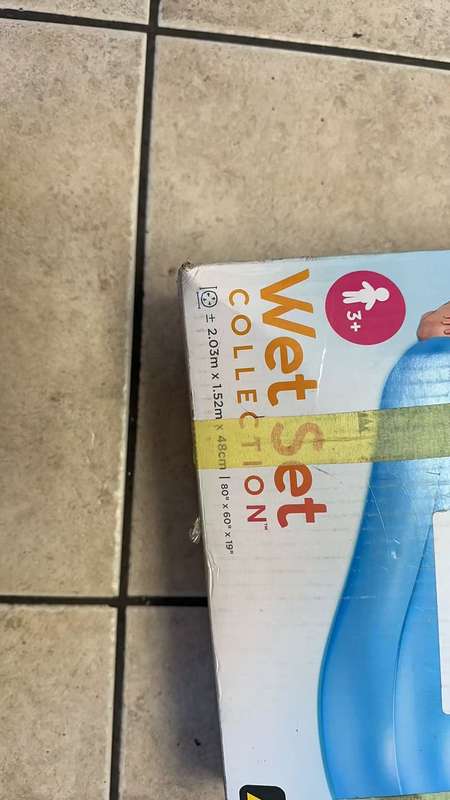 3+
Wet Set
COLLECTION™
± 2.03m x 1.52m x 48cm | 80" x 60" x 19"